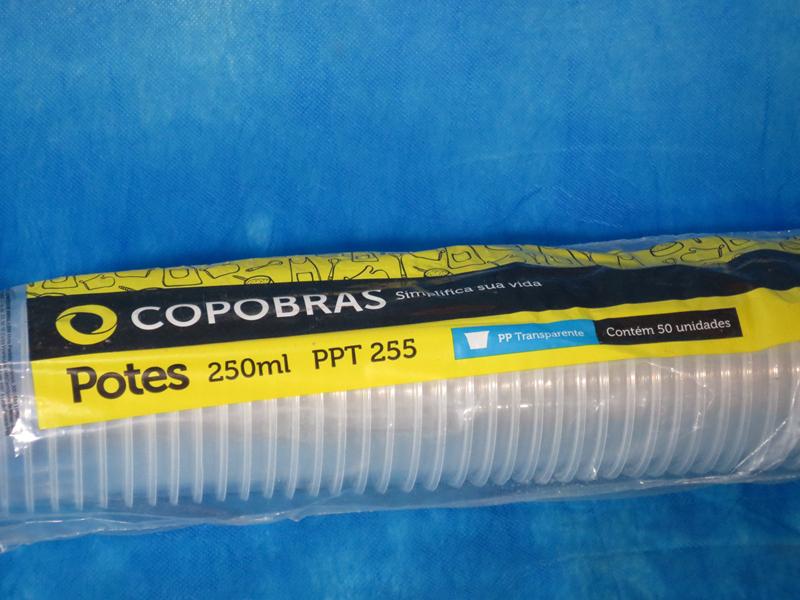 COPOBRAS Simplifica sua vida
Potes 250ml PPT 255
PP Transparente Contém 50 unidades